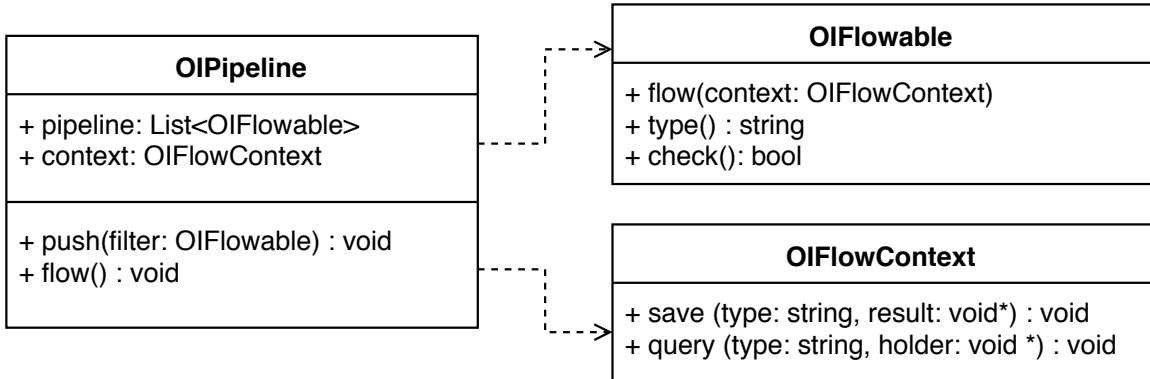 OIPipeline
+ pipeline: List<OIFlowable>
+ context: OIFlowContext
+ push(filter: OIFlowable) : void
+ flow() : void
OIFlowable
+ flow(context: OIFlowContext)
+ type() : string
+ check(): bool
OIFlowContext
+ save (type: string, result: void*) : void
+ query (type: string, holder: void *) : void